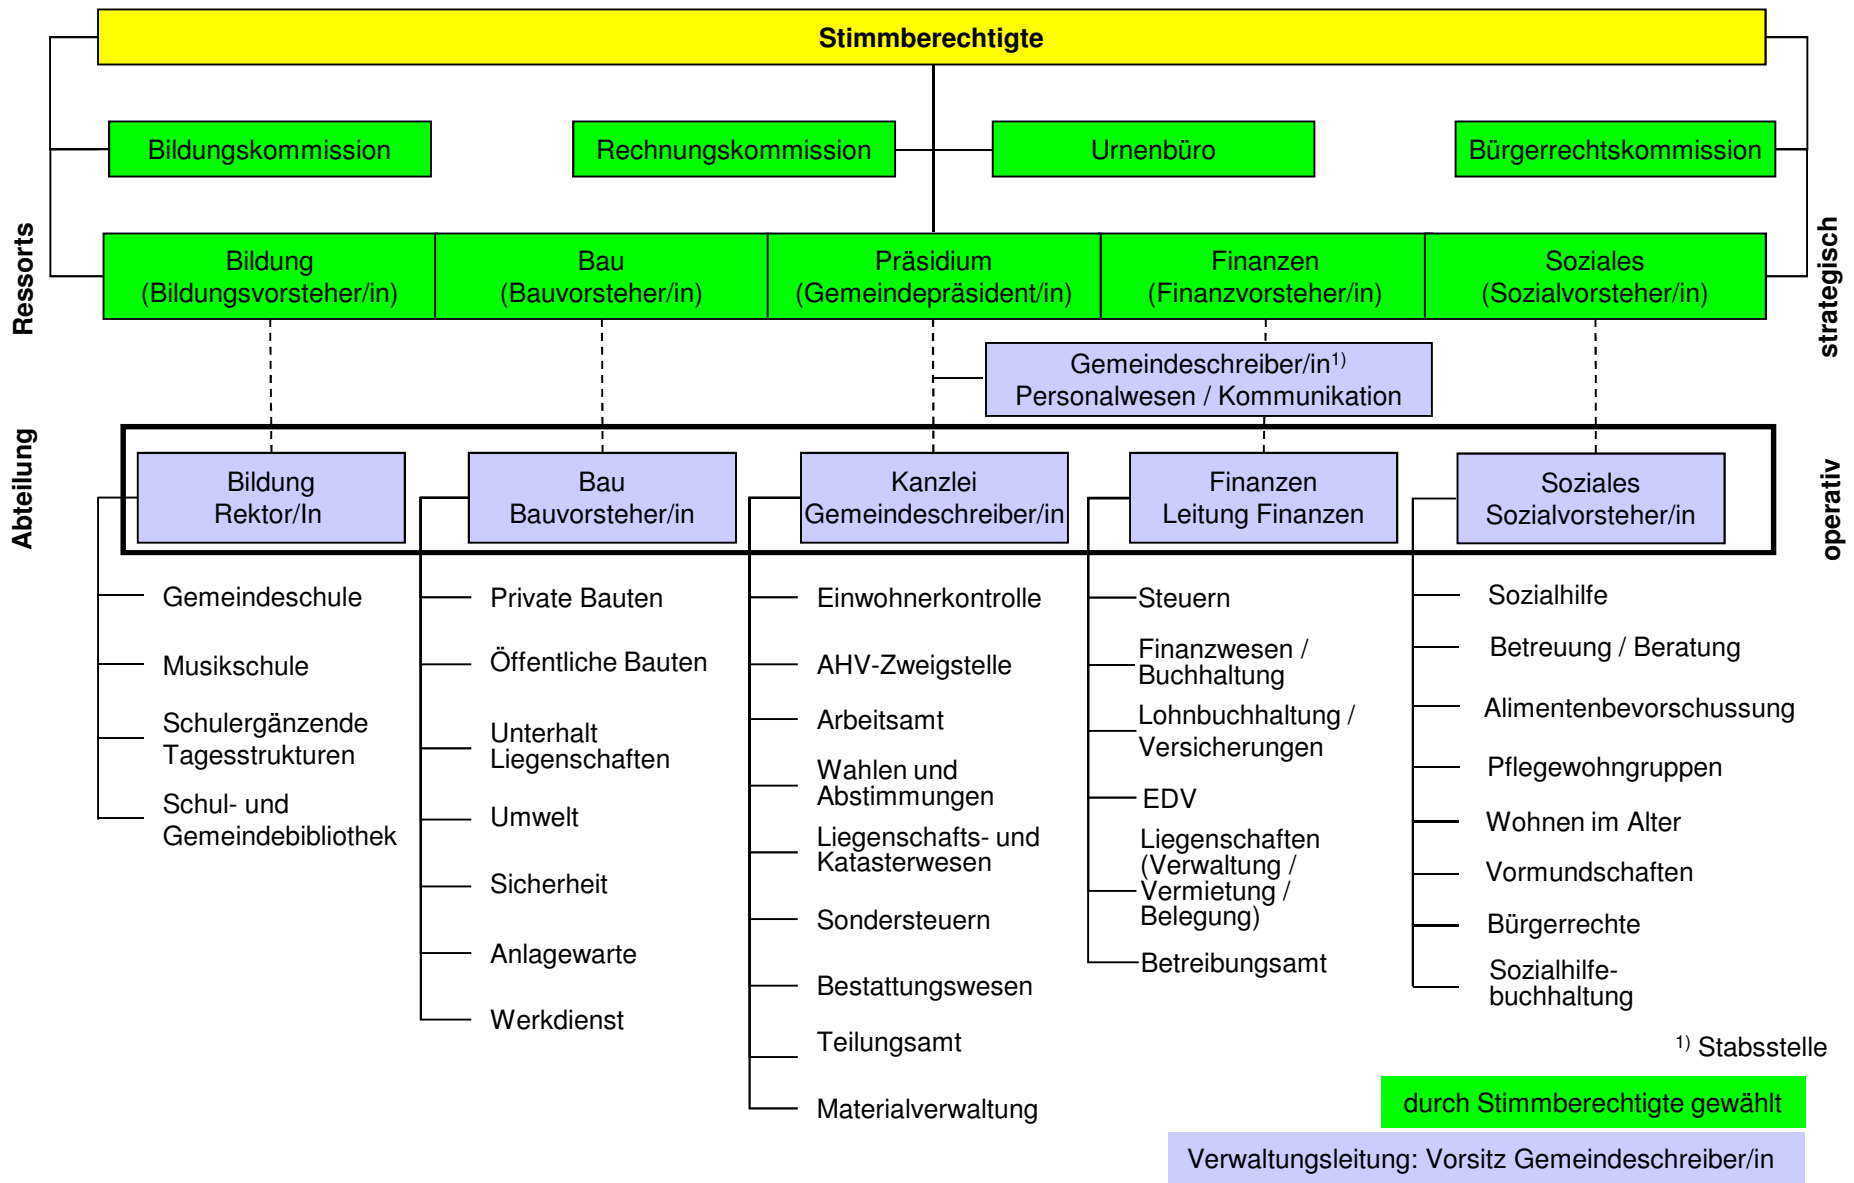 Stimmberechtigte
Bildungskommission
Rechnungskommission
Urnenbüro
Bürgerrechtskommission
Ressorts
strategisch
Bildung
(Bildungsvorsteher/in)
Bau
(Bauvorsteher/in)
Präsidium
(Gemeindepräsident/in)
Finanzen
(Finanzvorsteher/in)
Soziales
(Sozialvorsteher/in)
Gemeindeschreiber/in1)
Personalwesen / Kommunikation
Abteilung
operativ
Bildung
Rektor/In
Bau
Bauvorsteher/in
Kanzlei
Gemeindeschreiber/in
Finanzen
Leitung Finanzen
Soziales
Sozialvorsteher/in
Gemeindeschule
Musikschule
Schulergänzende
Tagesstrukturen
Schul- und
Gemeindebibliothek
Private Bauten
Öffentliche Bauten
Unterhalt
Liegenschaften
Umwelt
Sicherheit
Anlagewarte
Werkdienst
Einwohnerkontrolle
AHV-Zweigstelle
Arbeitsamt
Wahlen und
Abstimmungen
Liegenschafts- und
Katasterwesen
Sondersteuern
Bestattungswesen
Teilungsamt
Materialverwaltung
Steuern
Finanzwesen /
Buchhaltung
Lohnbuchhaltung /
Versicherungen
EDV
Liegenschaften
(Verwaltung /
Vermietung /
Belegung)
Betreibungsamt
Sozialhilfe
Betreuung / Beratung
Alimentenbevorschussung
Pflegewohngruppen
Wohnen im Alter
Vormundschaften
Bürgerrechte
Sozialhilfe-
buchhaltung
1) Stabsstelle
durch Stimmberechtigte gewählt
Verwaltungsleitung: Vorsitz Gemeindeschreiber/in